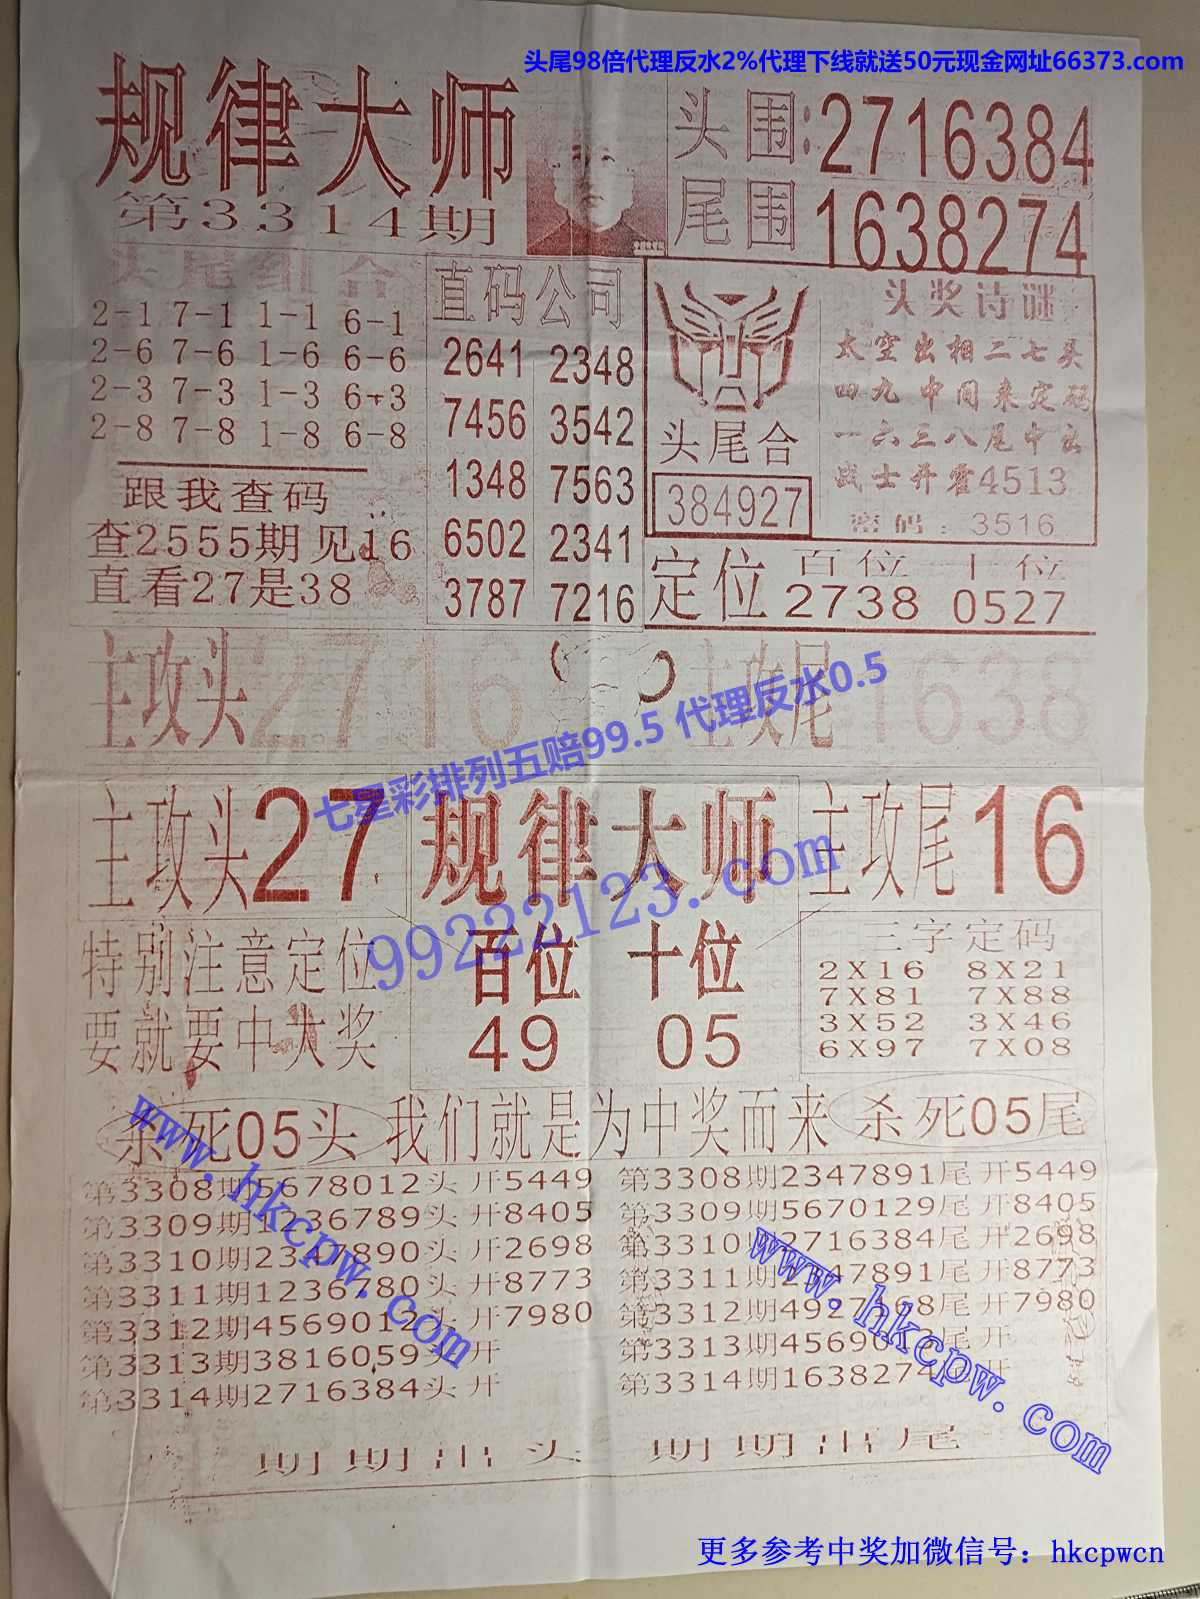 头尾98倍代理反水2%代理下线就送50元现金网址66373.com
规律大师
第3314期
头围:2716384
尾围 1638274
头尾组合
2-1 7-1 1-1 6-1
2-6 7-6 1-6 6-6
2-3 7-3 1-3 6-3
2-8 7-8 1-8 6-8
跟我查码
查2555期见16
直看27是38
直码公司
2641 2348
7456 3542
1348 7563
6502 2341
3787 7216
头尾合
384927
头奖诗谜
太空出相二七头
四九中间来定码
一六三八尾中出
战士开霍4513
密码:3516
定位 百位 十位
2738 0527
主攻头2716 主攻尾1638
七星彩排列五赔99.5 代理反水0.5
99222123.com
主攻头27
规律大师
主攻尾16
特别注意定位
要就要中大奖
百位 十位
49 05
三字定码
2X16 8X21
7X81 7X88
3X52 3X46
6X97 7X08
杀死05头 我们就是为中奖而来 杀死05尾
第3308期5678012头 开5449
第3309期1236789头 开8405
第3310期2347890头 开2698
第3311期1236780头 开8773
第3312期4569012头 开7980
第3313期3816059头 开
第3314期2716384头 开
第3308期2347891尾 开5449
第3309期5670129尾 开8405
第3310期2716384尾 开2698
第3311期2347891尾 开8773
第3312期4927168尾 开7980
第3313期4569012尾 开
第3314期1638274尾 开
期期出头 期期出尾
www.hkcpw.com
www.hkcpw.com
更多参考中奖加微信号：hkcpwcn